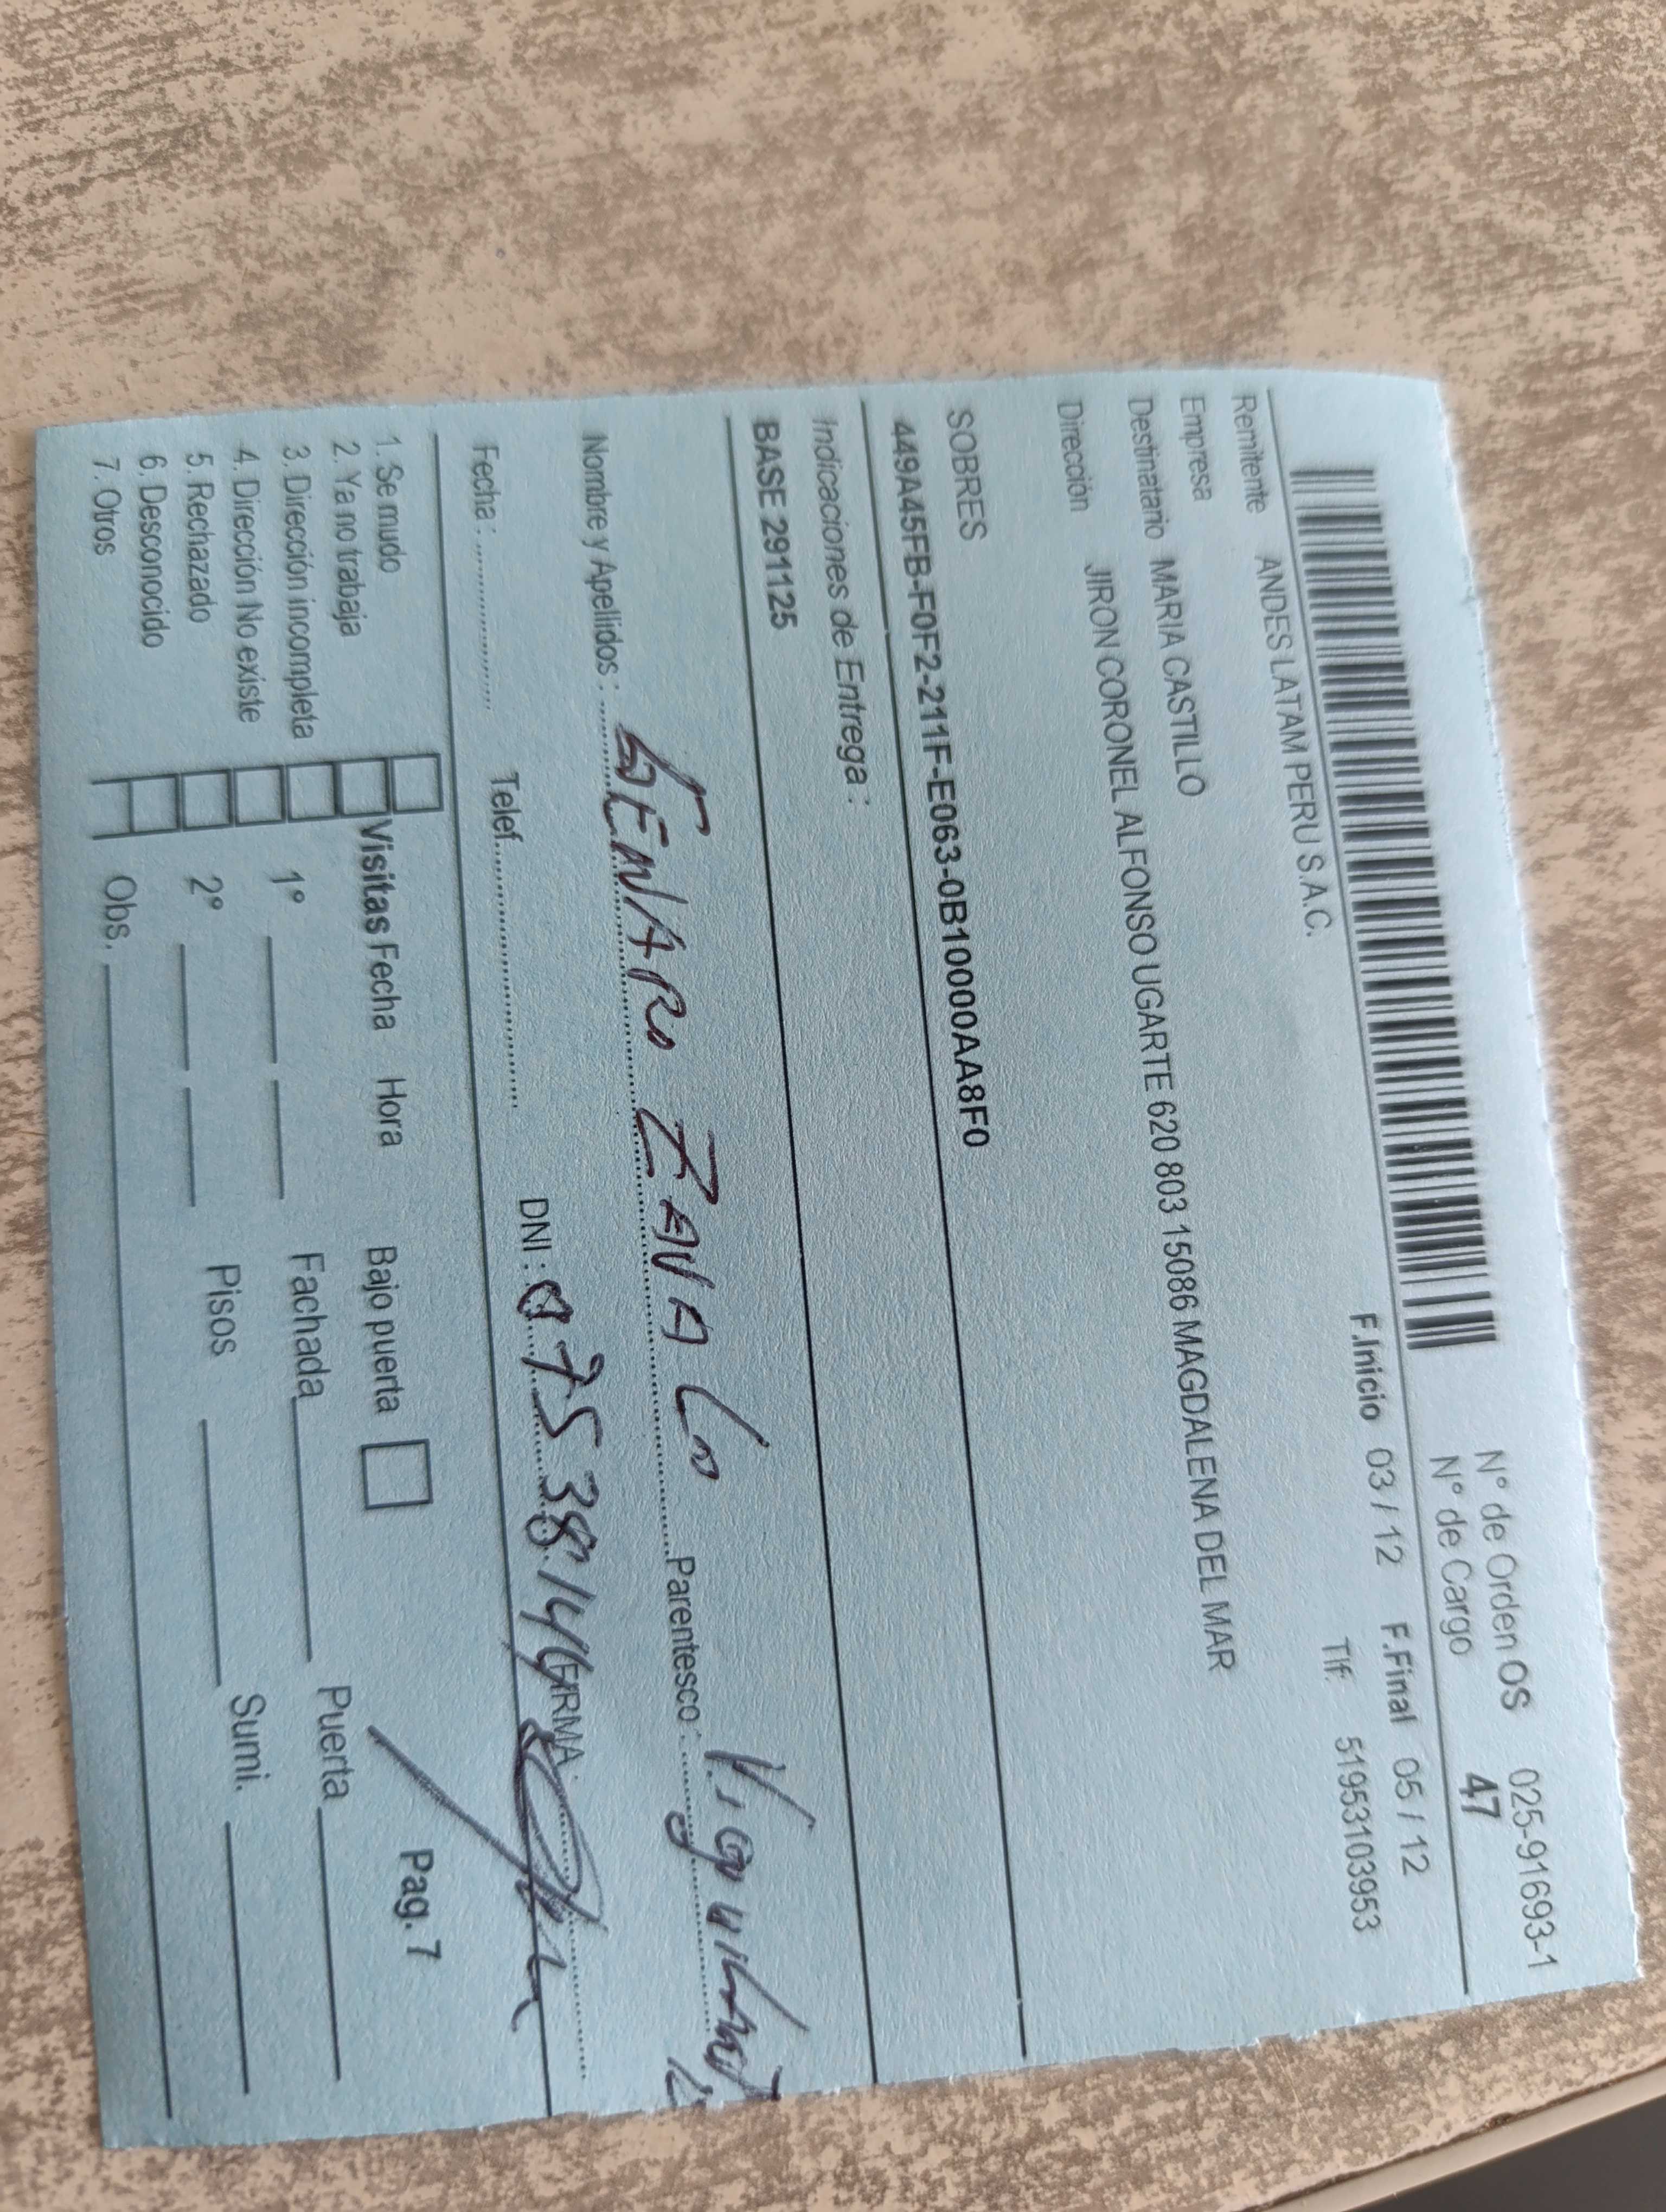 N° de Orden OS 025-91693-1
N° de Cargo 47
F.Inicio 03 / 12 F.Final 05 / 12
Remitente ANDES LATAM PERU S.A.C. Tlf: 51953103953
Empresa
Destinatario MARIA CASTILLO
Dirección JIRON CORONEL ALFONSO UGARTE 620 803 15086 MAGDALENA DEL MAR
SOBRES
449A45FB-F0F2-211F-E063-0B10000AA8F0
Indicaciones de Entrega :
BASE 291125
Nombre y Apellidos : GENARO ZAVALA Parentesco :
Fecha : Telef. DNI : 07538144 FIRMA:
1. Se mudo
2. Ya no trabaja
3. Dirección incompleta
4. Dirección No existe
5. Rechazado
6. Desconocido
7. Otros
Visitas Fecha Hora Bajo puerta Pag. 7
1° Fachada Puerta
2° Pisos Sumi.
Obs.